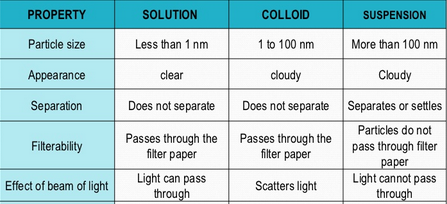 PROPERTY SOLUTION COLLOID SUSPENSION
Particle size Less than 1 nm 1 to 100 nm More than 100 nm
Appearance clear cloudy Cloudy
Separation Does not separate Does not separate Separates or settles
Filterability Passes through the filter paper Passes through the filter paper Particles do not pass through filter paper
Effect of beam of light Light can pass through Scatters light Light cannot pass through